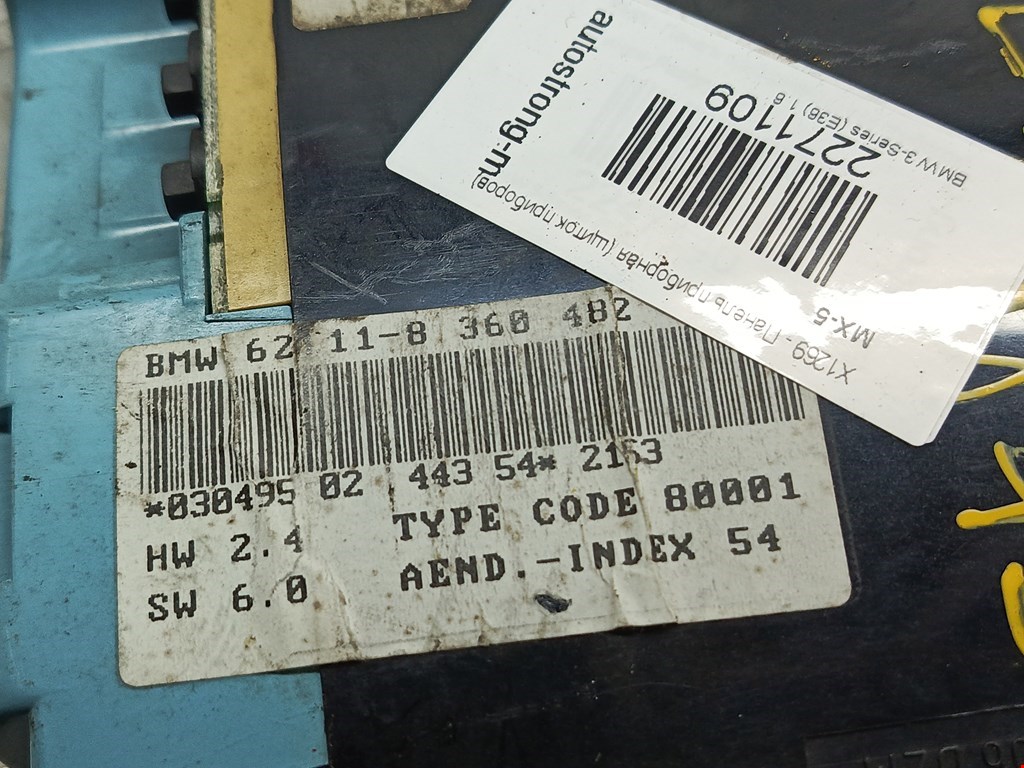 autostrong-m
2271109
BMW 3-Series (E36) 1.8
X1269 - Панель приборная (щиток приборов)
MX-5
BMW 62 11-8 360 482
*030495 02 443 54* 2163
HW 2.4 TYPE CODE 80001
SW 6.0 AEND.-INDEX 54